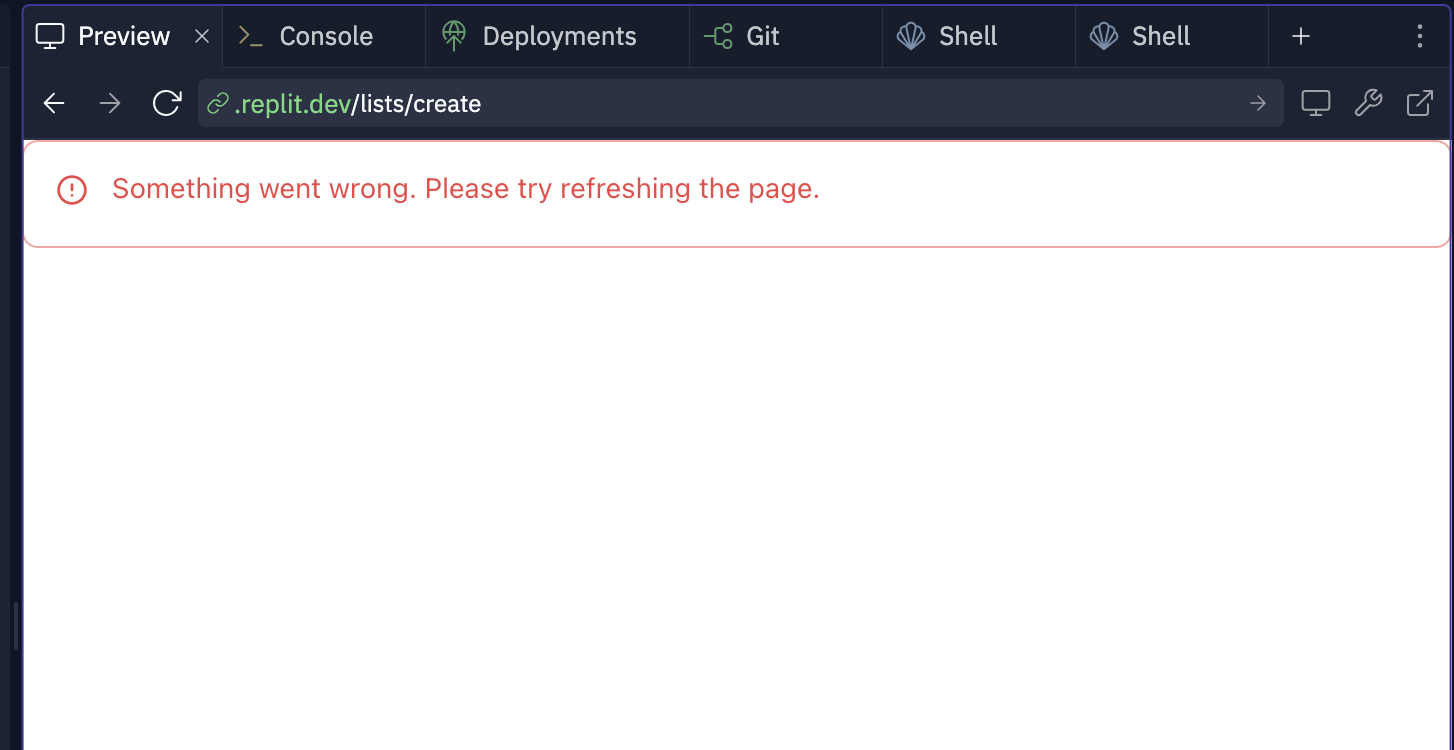 Preview
Console
Deployments
Git
Shell
Shell
.replit.dev/lists/create
Something went wrong. Please try refreshing the page.